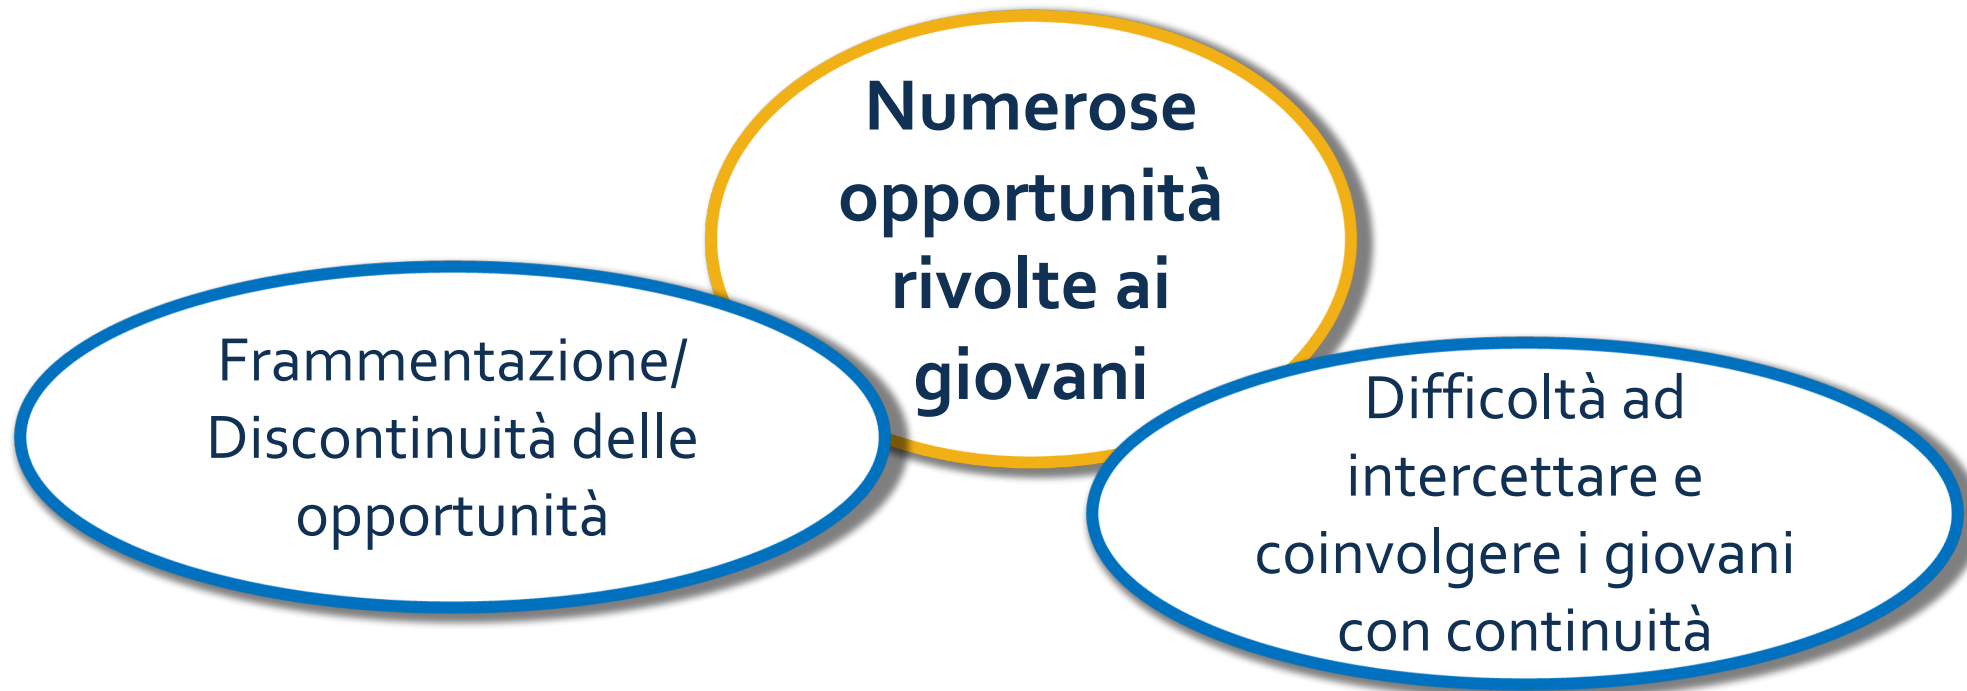 Numerose
opportunità
rivolte ai
giovani
Frammentazione/
Discontinuità delle
opportunità
Difficoltà ad
intercettare e
coinvolgere i giovani
con continuità